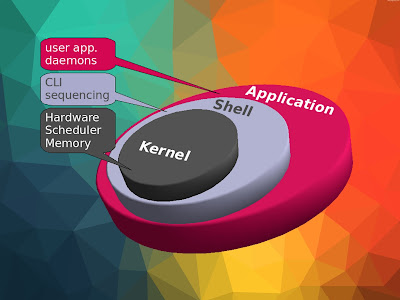 user app.
daemons
CLI
sequencing
Hardware
Scheduler
Memory
Application
Shell
Kernel